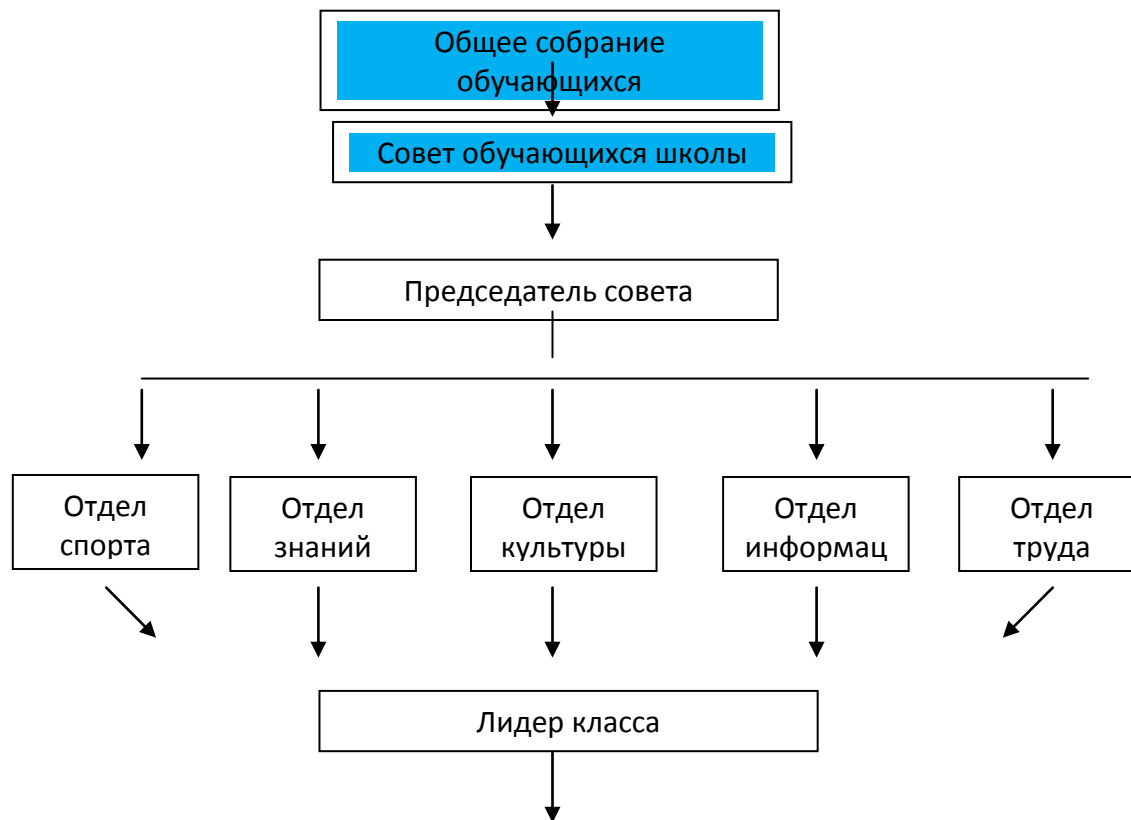 Общее собрание
обучающихся
Совет обучающихся школы
Председатель совета
Отдел
спорта
Отдел
знаний
Отдел
культуры
Отдел
информац
Отдел
труда
Лидер класса